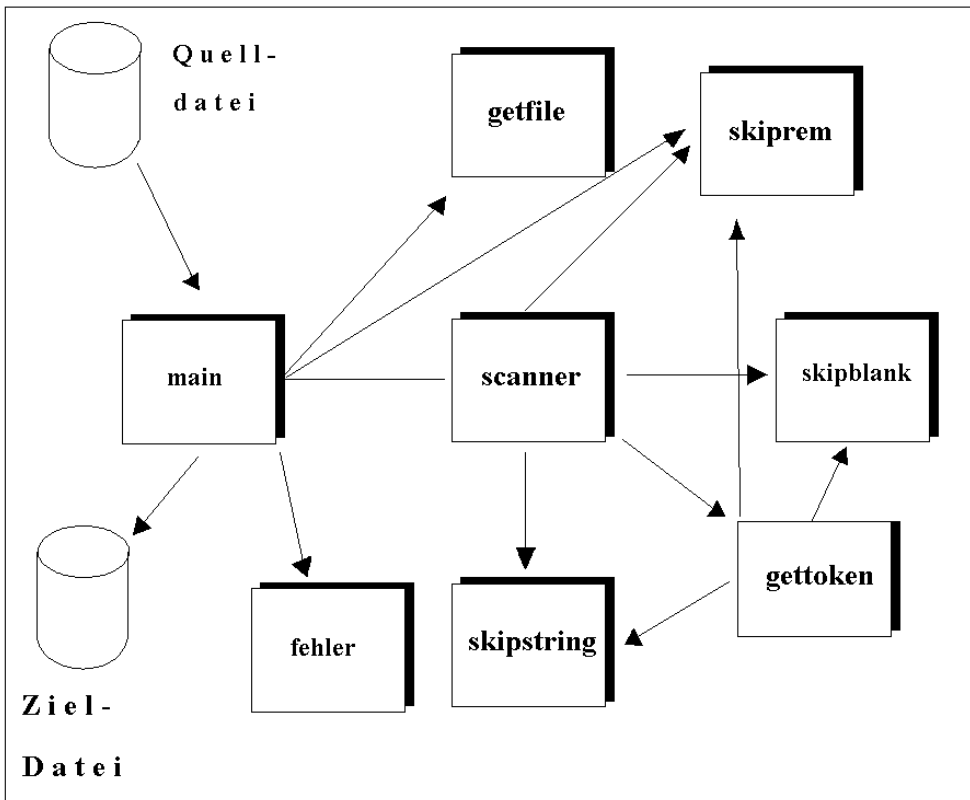 Quell-
datei
getfile
skiprem
main
scanner
skipblank
gettoken
fehler
skipstring
Ziel-
Datei